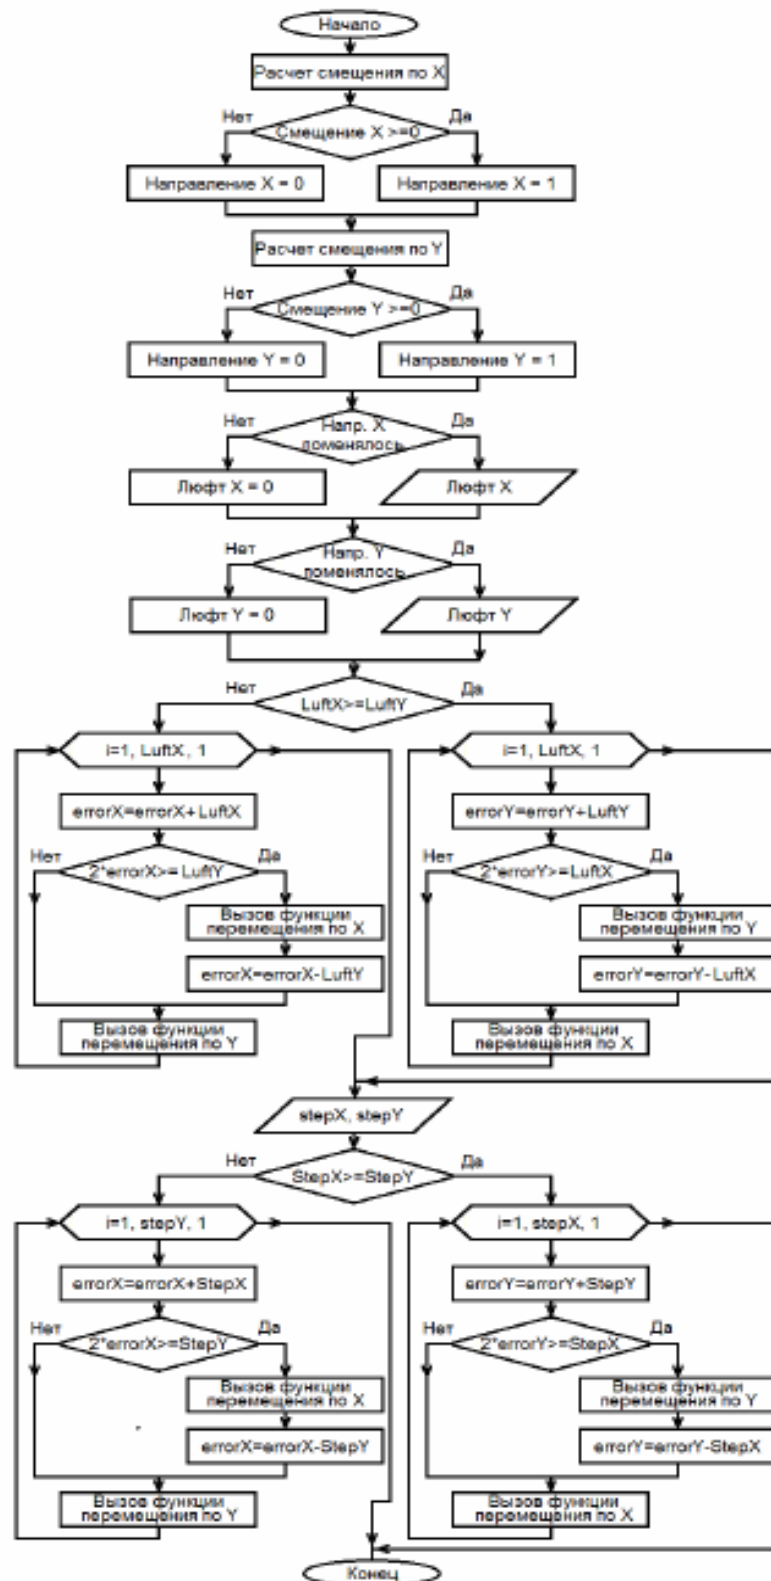 Начало
Расчет смещения по X
Нет
Да
Смещение X >=0
Направление X = 0
Направление X = 1
Расчет смещения по Y
Нет
Да
Смещение Y >=0
Направление Y = 0
Направление Y = 1
Нет
Да
Напр. X
поменялось
Люфт X = 0
Люфт X
Нет
Да
Напр. Y
поменялось
Люфт Y = 0
Люфт Y
Нет
Да
LuftX>=LuftY
i=1, LuftX, 1
i=1, LuftX, 1
errorX=errorX+LuftX
errorY=errorY+LuftY
Нет
2*errorX>=LuftY
Да
Нет
2*errorY>=LuftX
Да
Вызов функции
перемещения по X
Вызов функции
перемещения по Y
errorX=errorX-LuftY
errorY=errorY-LuftX
Вызов функции
перемещения по Y
Вызов функции
перемещения по X
stepX, stepY
Нет
Да
StepX>=StepY
i=1, stepY, 1
i=1, stepX, 1
errorX=errorX+StepX
errorY=errorY+StepY
Нет
2*errorX>=StepY
Да
Нет
2*errorY>=StepX
Да
Вызов функции
перемещения по X
Вызов функции
перемещения по Y
errorX=errorX-StepY
errorY=errorY-StepX
Вызов функции
перемещения по Y
Вызов функции
перемещения по X
Конец